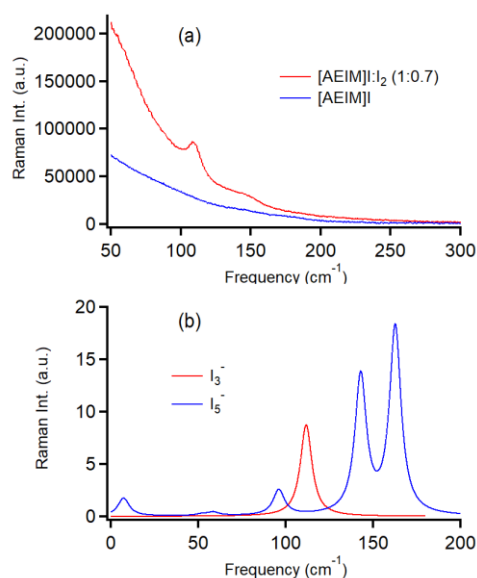 (a)
200000
150000
100000
50000
0
Raman Int. (a.u.)
[AEIM]I:I₂ (1:0.7)
[AEIM]I
50 100 150 200 250 300
Frequency (cm⁻¹)
(b)
20
15
10
5
0
Raman Int. (a.u.)
I₃⁻
I₅⁻
0 50 100 150 200
Frequency (cm⁻¹)